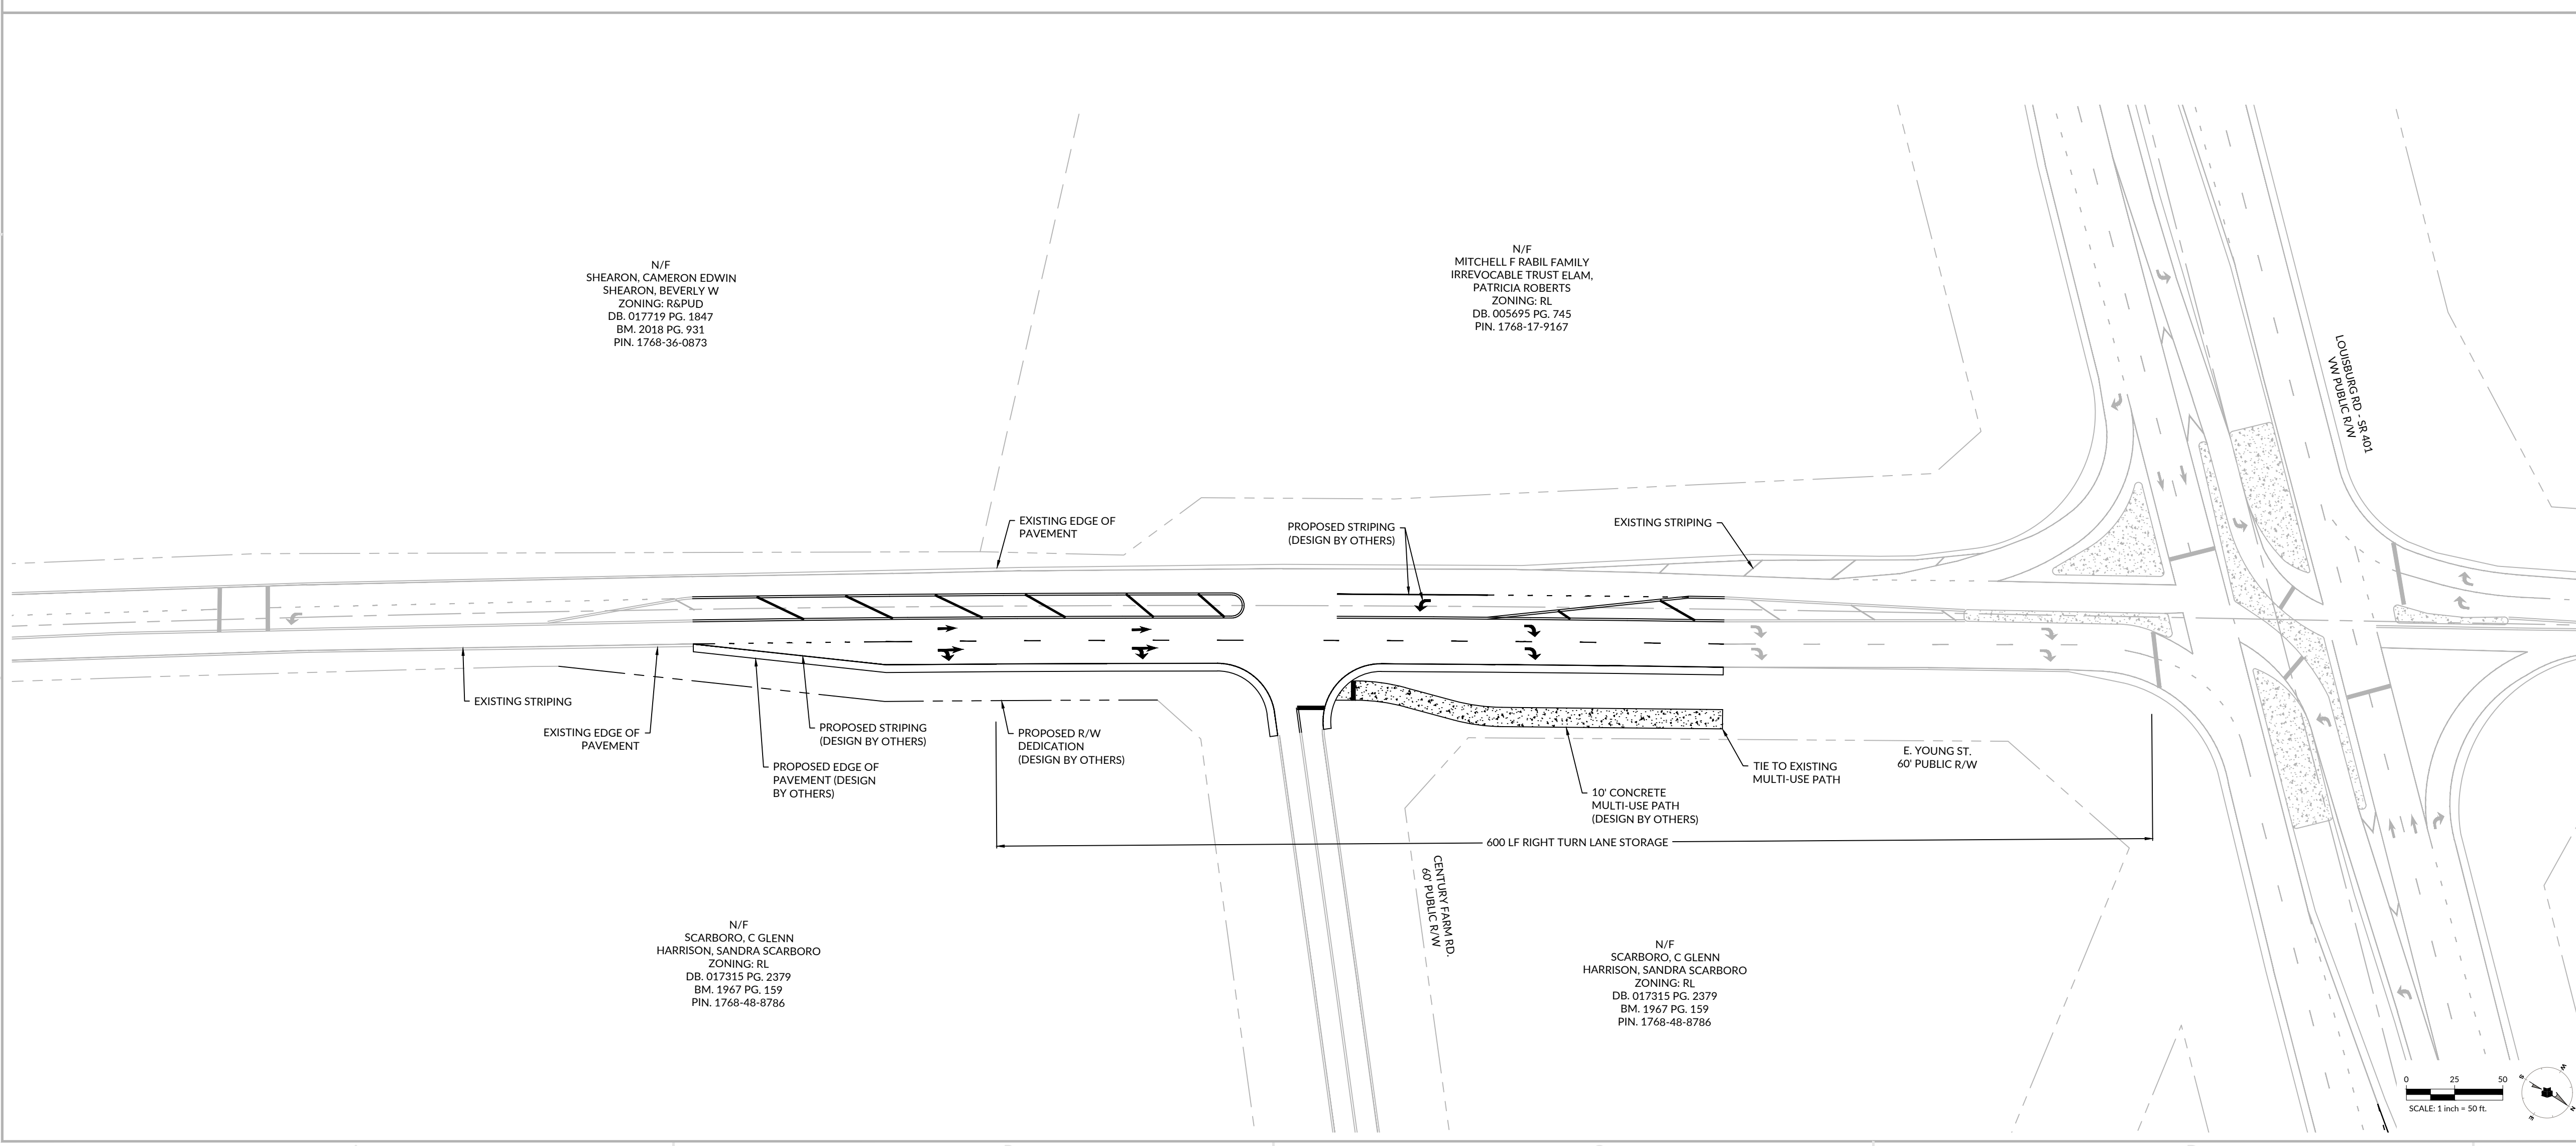 N/F
SHEARON, CAMERON EDWIN
SHEARON, BEVERLY W
ZONING: R&PUD
DB. 017719 PG. 1847
BM. 2018 PG. 931
PIN. 1768-36-0873
N/F
MITCHELL F RABIL FAMILY
IRREVOCABLE TRUST ELAM,
PATRICIA ROBERTS
ZONING: RL
DB. 005695 PG. 745
PIN. 1768-17-9167
LOUISBURG RD - SR 401
VW PUBLIC R/W
EXISTING EDGE OF
PAVEMENT
PROPOSED STRIPING
(DESIGN BY OTHERS)
EXISTING STRIPING
EXISTING STRIPING
EXISTING EDGE OF
PAVEMENT
PROPOSED STRIPING
(DESIGN BY OTHERS)
PROPOSED EDGE OF
PAVEMENT (DESIGN
BY OTHERS)
PROPOSED R/W
DEDICATION
(DESIGN BY OTHERS)
TIE TO EXISTING
MULTI-USE PATH
E. YOUNG ST.
60' PUBLIC R/W
10' CONCRETE
MULTI-USE PATH
(DESIGN BY OTHERS)
600 LF RIGHT TURN LANE STORAGE
CENTURY FARM RD.
60' PUBLIC R/W
N/F
SCARBORO, C GLENN
HARRISON, SANDRA SCARBORO
ZONING: RL
DB. 017315 PG. 2379
BM. 1967 PG. 159
PIN. 1768-48-8786
N/F
SCARBORO, C GLENN
HARRISON, SANDRA SCARBORO
ZONING: RL
DB. 017315 PG. 2379
BM. 1967 PG. 159
PIN. 1768-48-8786
0 25 50
SCALE: 1 inch = 50 ft.
S
W
E
N